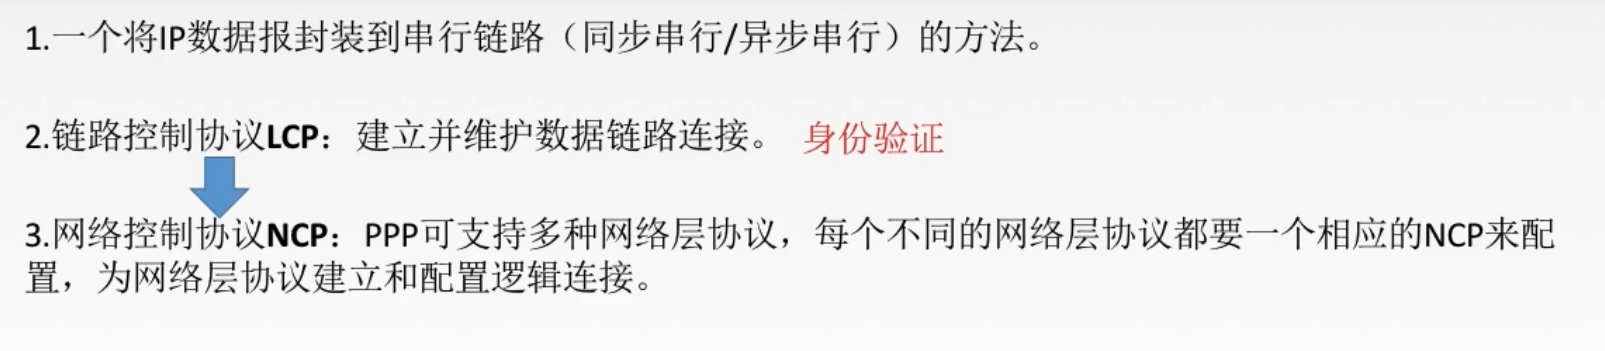 1.一个将IP数据报封装到串行链路（同步串行/异步串行）的方法。
2.链路控制协议LCP：建立并维护数据链路连接。 身份验证
3.网络控制协议NCP：PPP可支持多种网络层协议，每个不同的网络层协议都要一个相应的NCP来配
置，为网络层协议建立和配置逻辑连接。